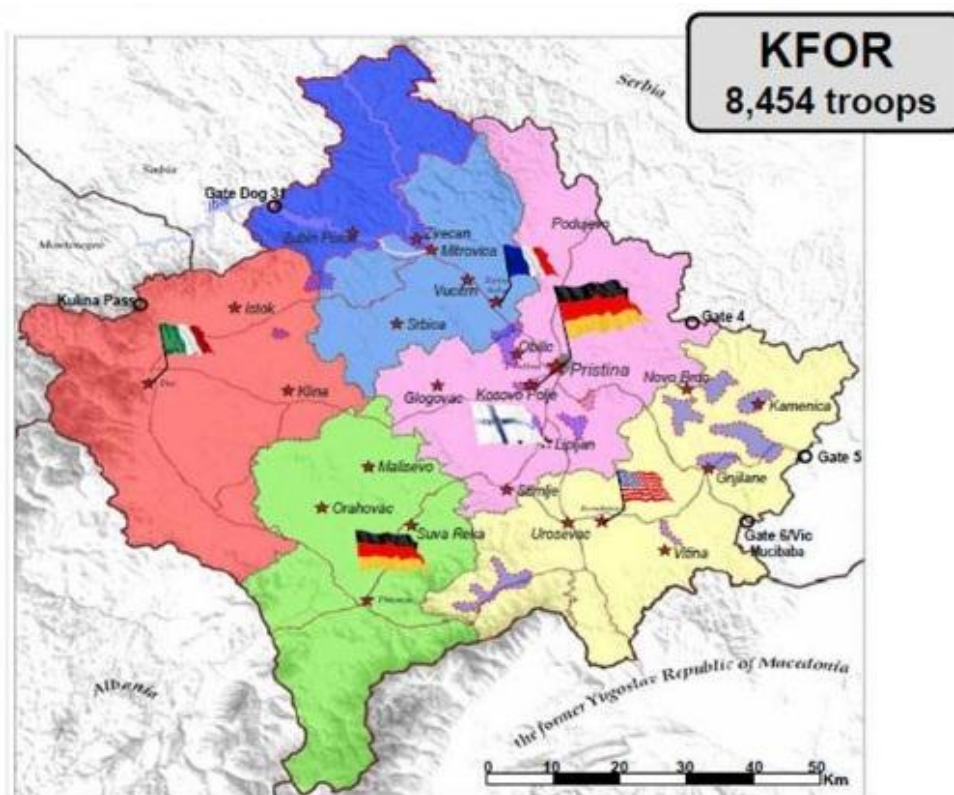 KFOR
8,454 troops
Serbia
Gate Dog 31
Montenegro
Zubin Potok
Zvecan
Mitrovica
Podujevo
Kulina Pass
Istok
Vucitrn
Srbica
Gate 4
Obilic
Pristina
Klina
Glogovac
Kosovo Polje
Novo Brdo
Kamenica
Lipljan
Gate 5
Malisevo
Gnjilane
Stimlje
Orahovac
Suva Reka
Urosevac
Gate 6/Vic
Mucibaba
Vitina
Albania
the former Yugoslav Republic of Macedonia
0 10 20 30 40 50
Km